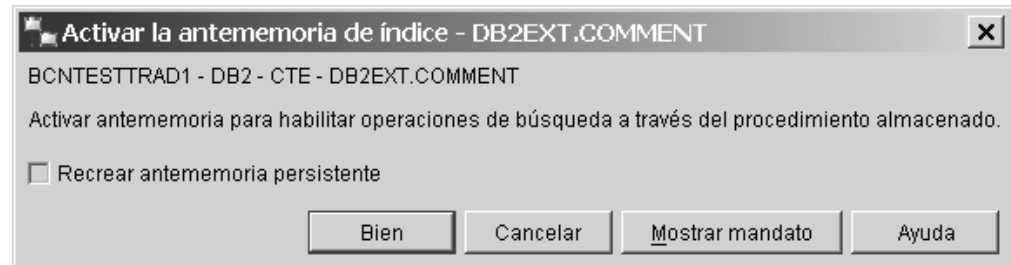 Activar la antememoria de índice - DB2EXT.COMMENT
BCNTESTTRAD1 - DB2 - CTE - DB2EXT.COMMENT
Activar antememoria para habilitar operaciones de búsqueda a través del procedimiento almacenado.
Recrear antememoria persistente
Bien Cancelar Mostrar mandato Ayuda